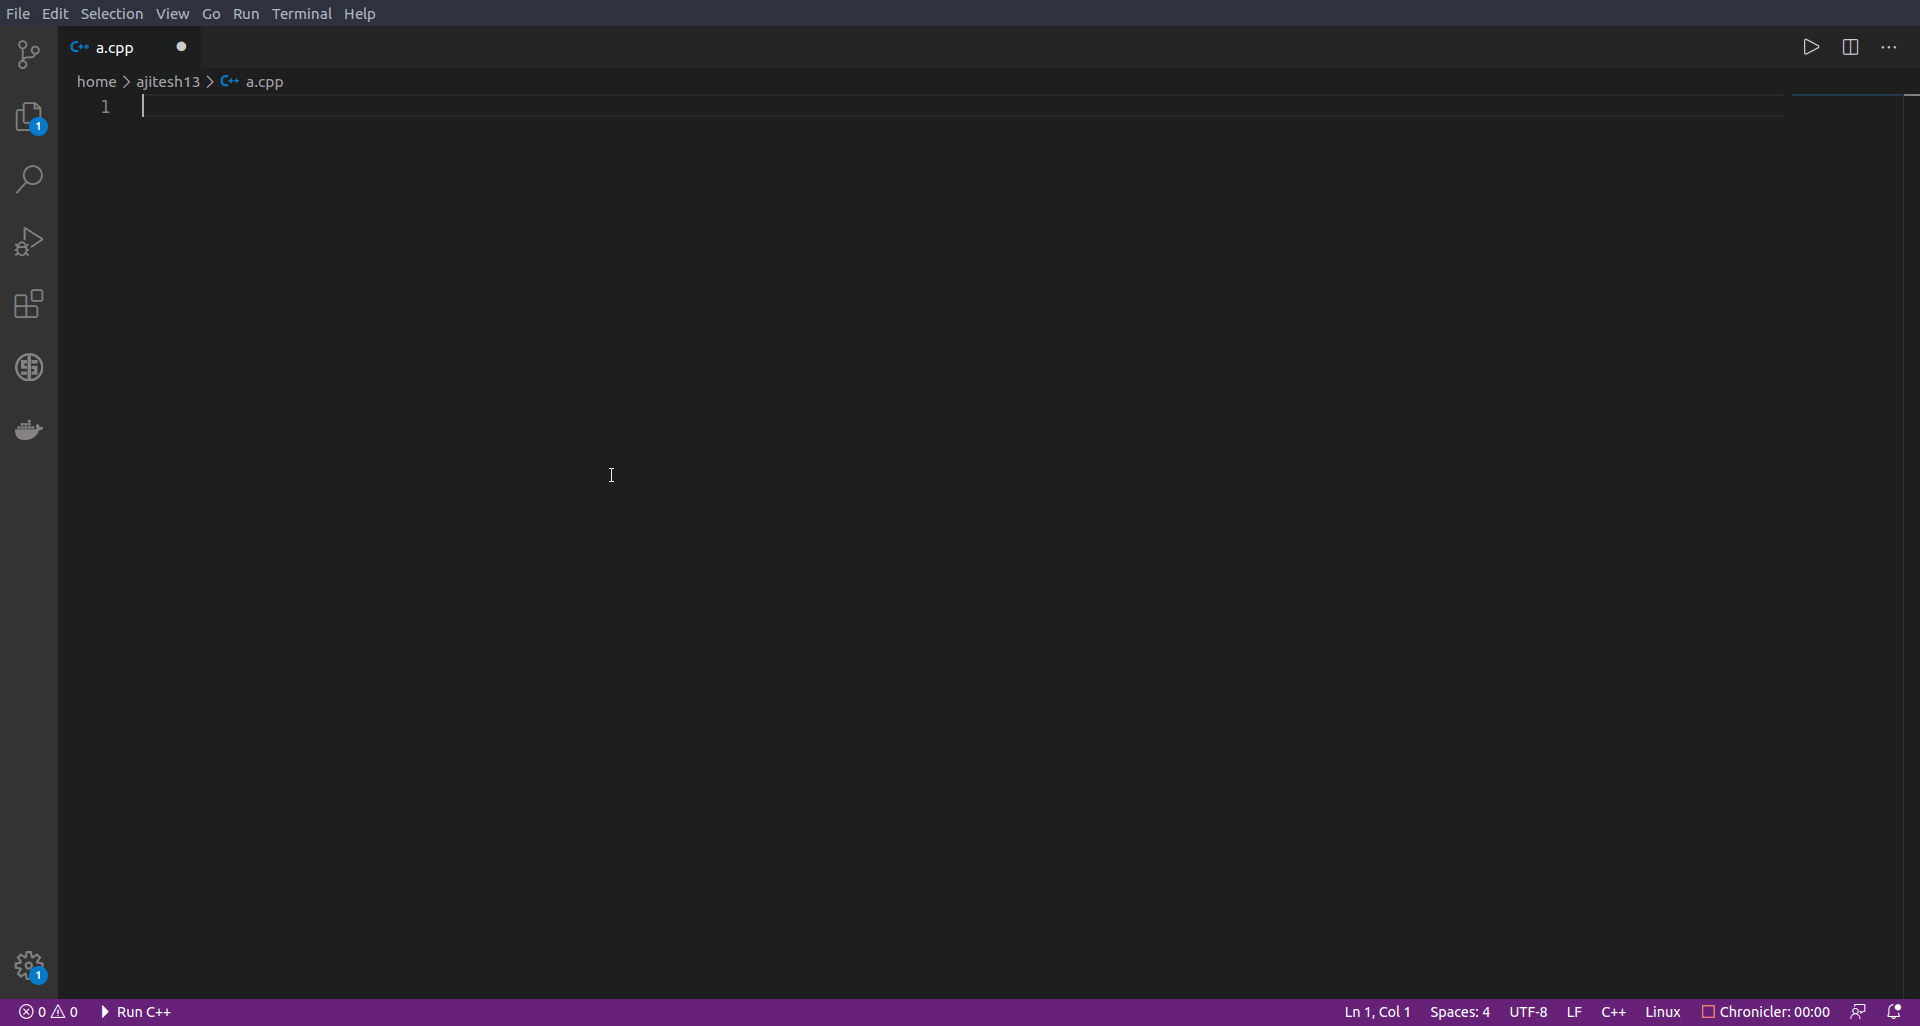 File Edit Selection View Go Run Terminal Help
C++ a.cpp
home > ajitesh13 > C++ a.cpp
1
1
1
0 0 Run C++ Ln 1, Col 1 Spaces: 4 UTF-8 LF C++ Linux Chronicler: 00:00